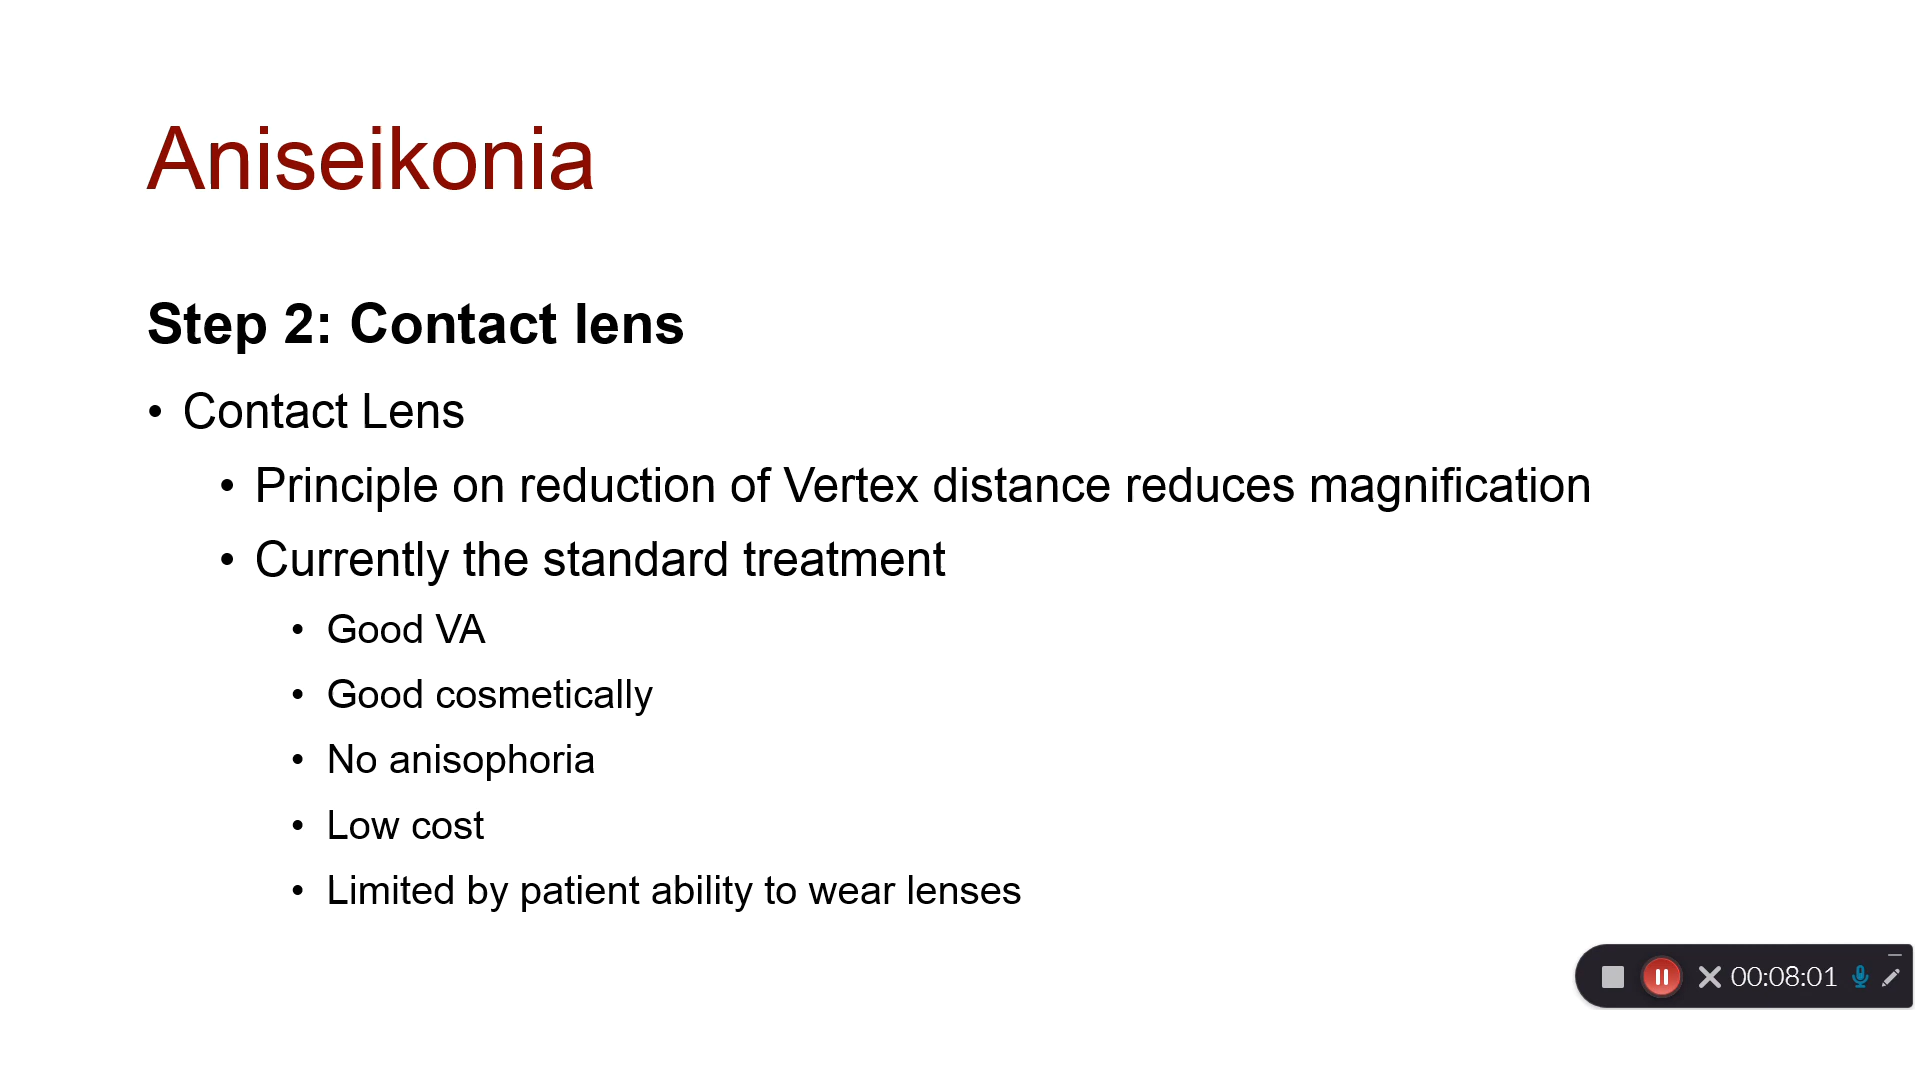 Aniseikonia
Step 2: Contact lens
• Contact Lens
• Principle on reduction of Vertex distance reduces magnification
• Currently the standard treatment
• Good VA
• Good cosmetically
• No anisophoria
• Low cost
• Limited by patient ability to wear lenses
00:08:01